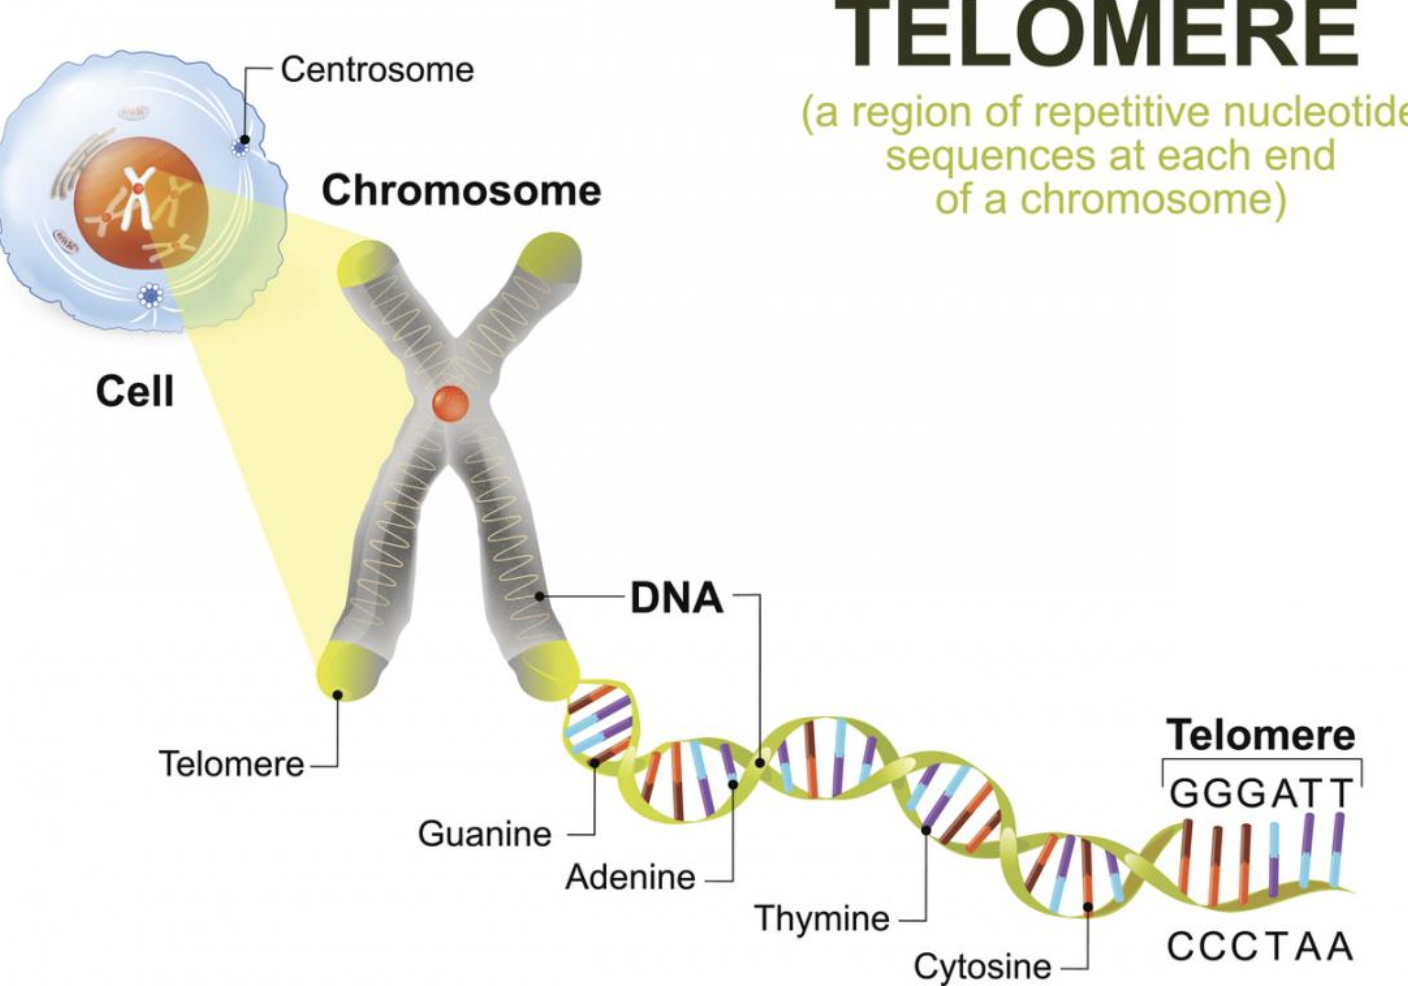 TELOMERE
(a region of repetitive nucleotide
sequences at each end
of a chromosome)
Centrosome
Chromosome
Cell
DNA
Telomere
Telomere
GGGATT
Guanine
Adenine
Thymine
Cytosine
CCCTAA